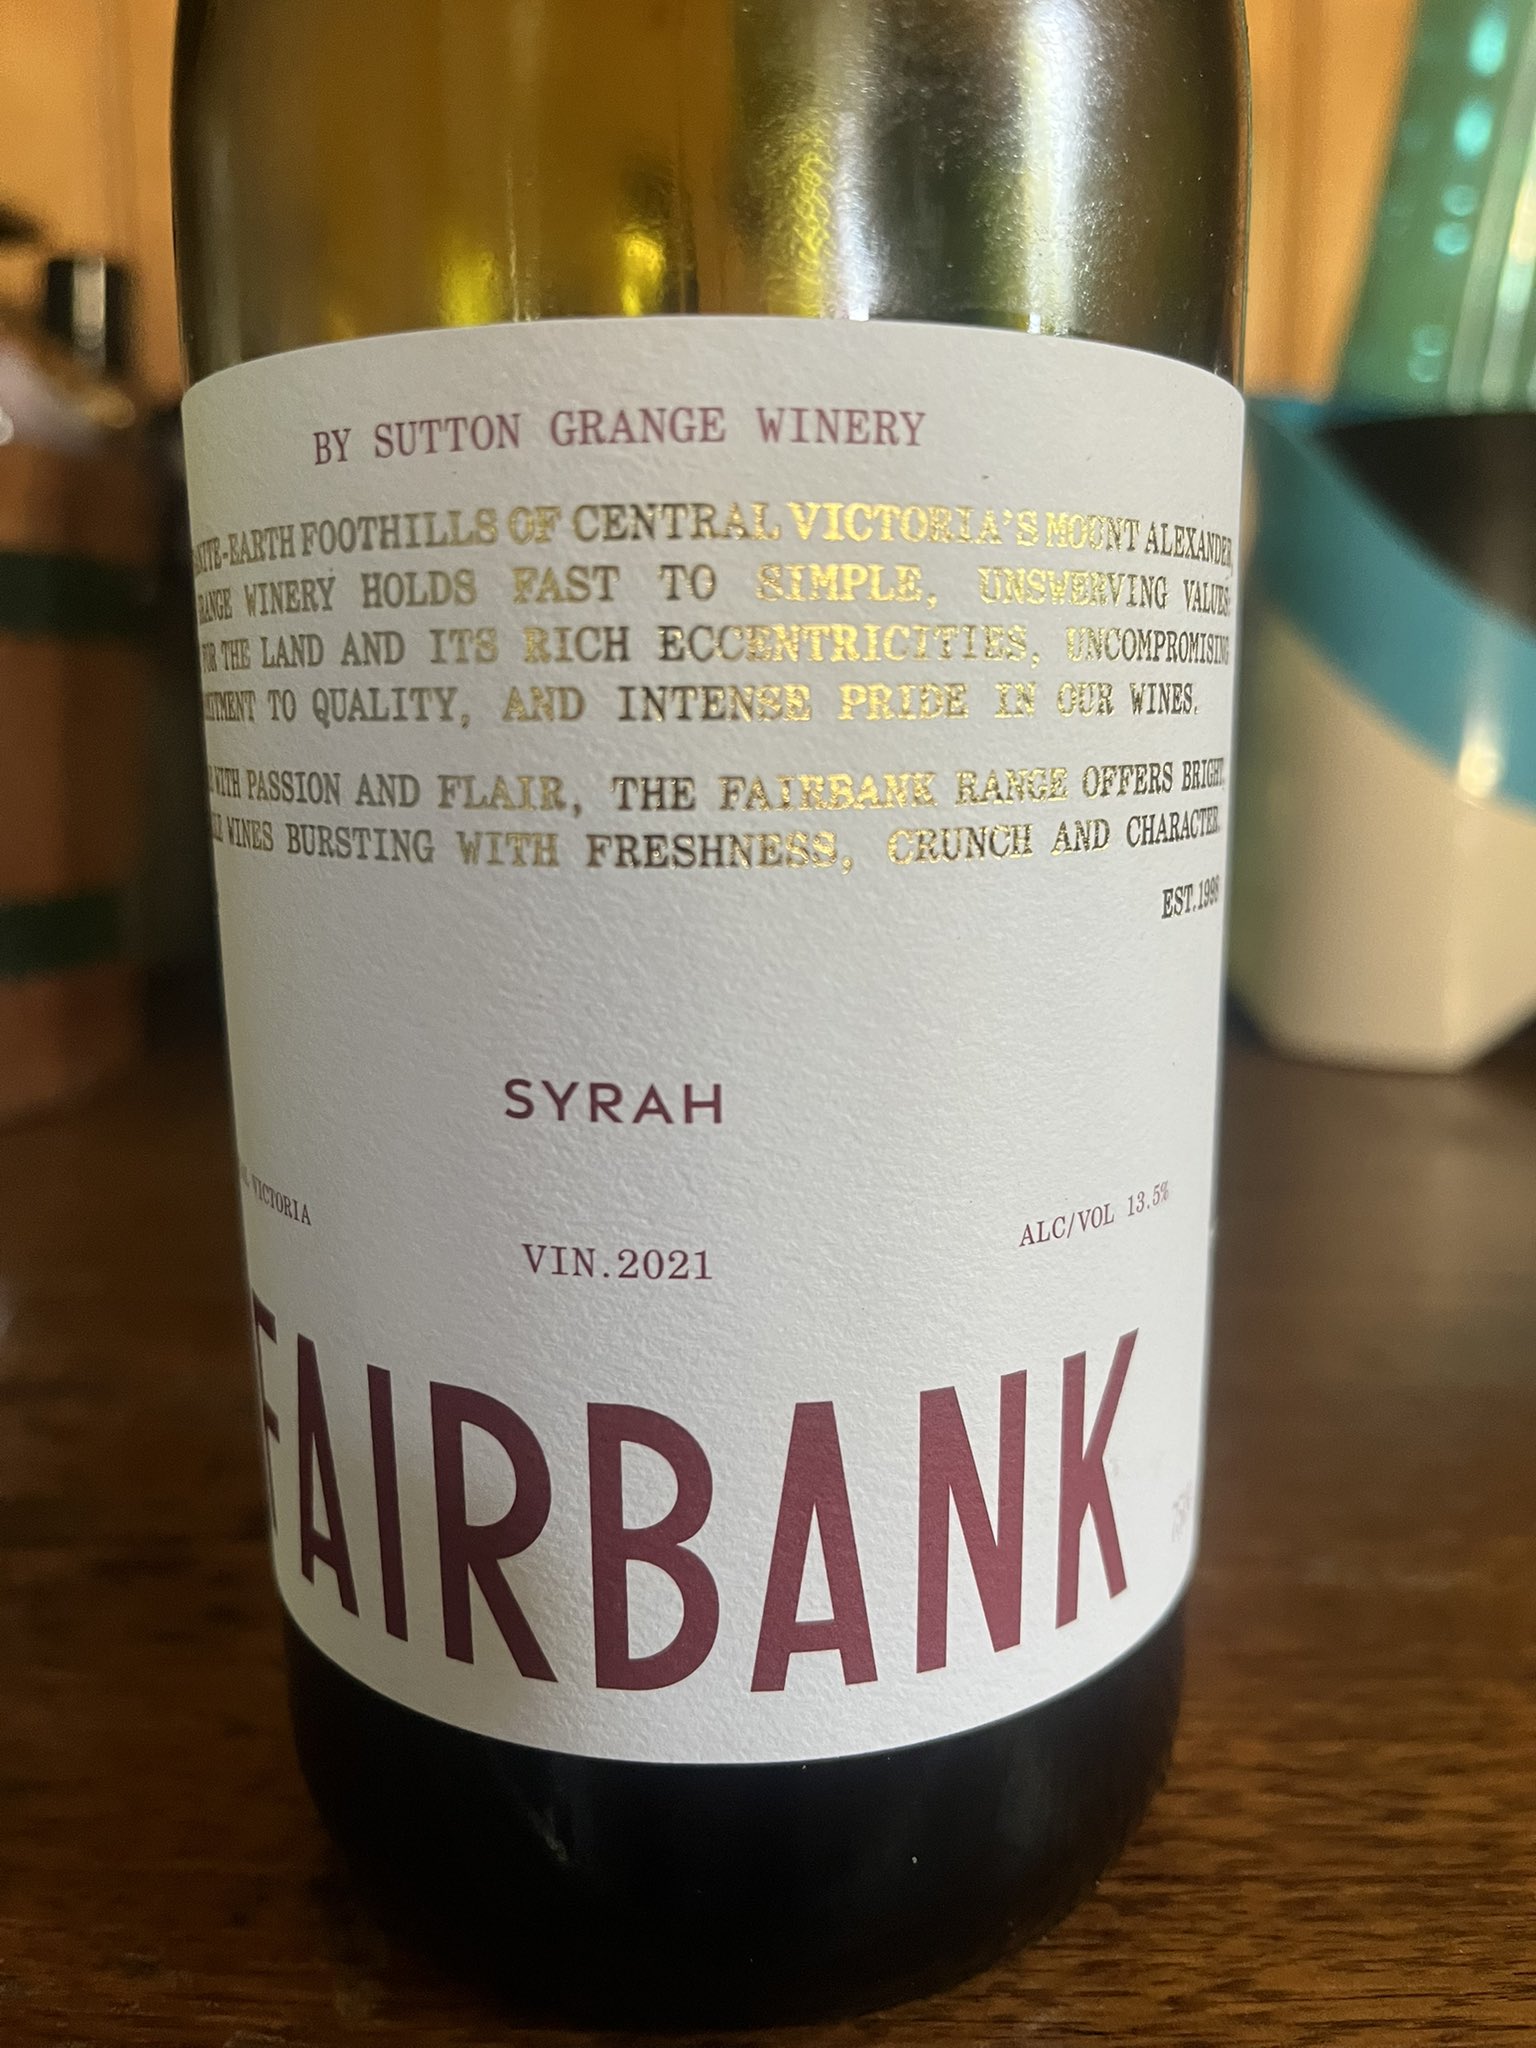 BY SUTTON GRANGE WINERY
FOOTHILLS OF CENTRAL VICTORIA'S MOUNT ALEXANDER,
WINERY HOLDS FAST TO SIMPLE, UNSWERVING VALUES:
FOR THE LAND AND ITS RICH ECCENTRICITIES, UNCOMPROMISING
TO QUALITY, AND INTENSE PRIDE IN OUR WINES.
WITH PASSION AND FLAIR, THE FAIRBANK RANGE OFFERS BRIGHT,
WINES BURSTING WITH FRESHNESS, CRUNCH AND CHARACTER.
EST.1998
SYRAH
VICTORIA
VIN.2021
ALC/VOL 13.5%
FAIRBANK